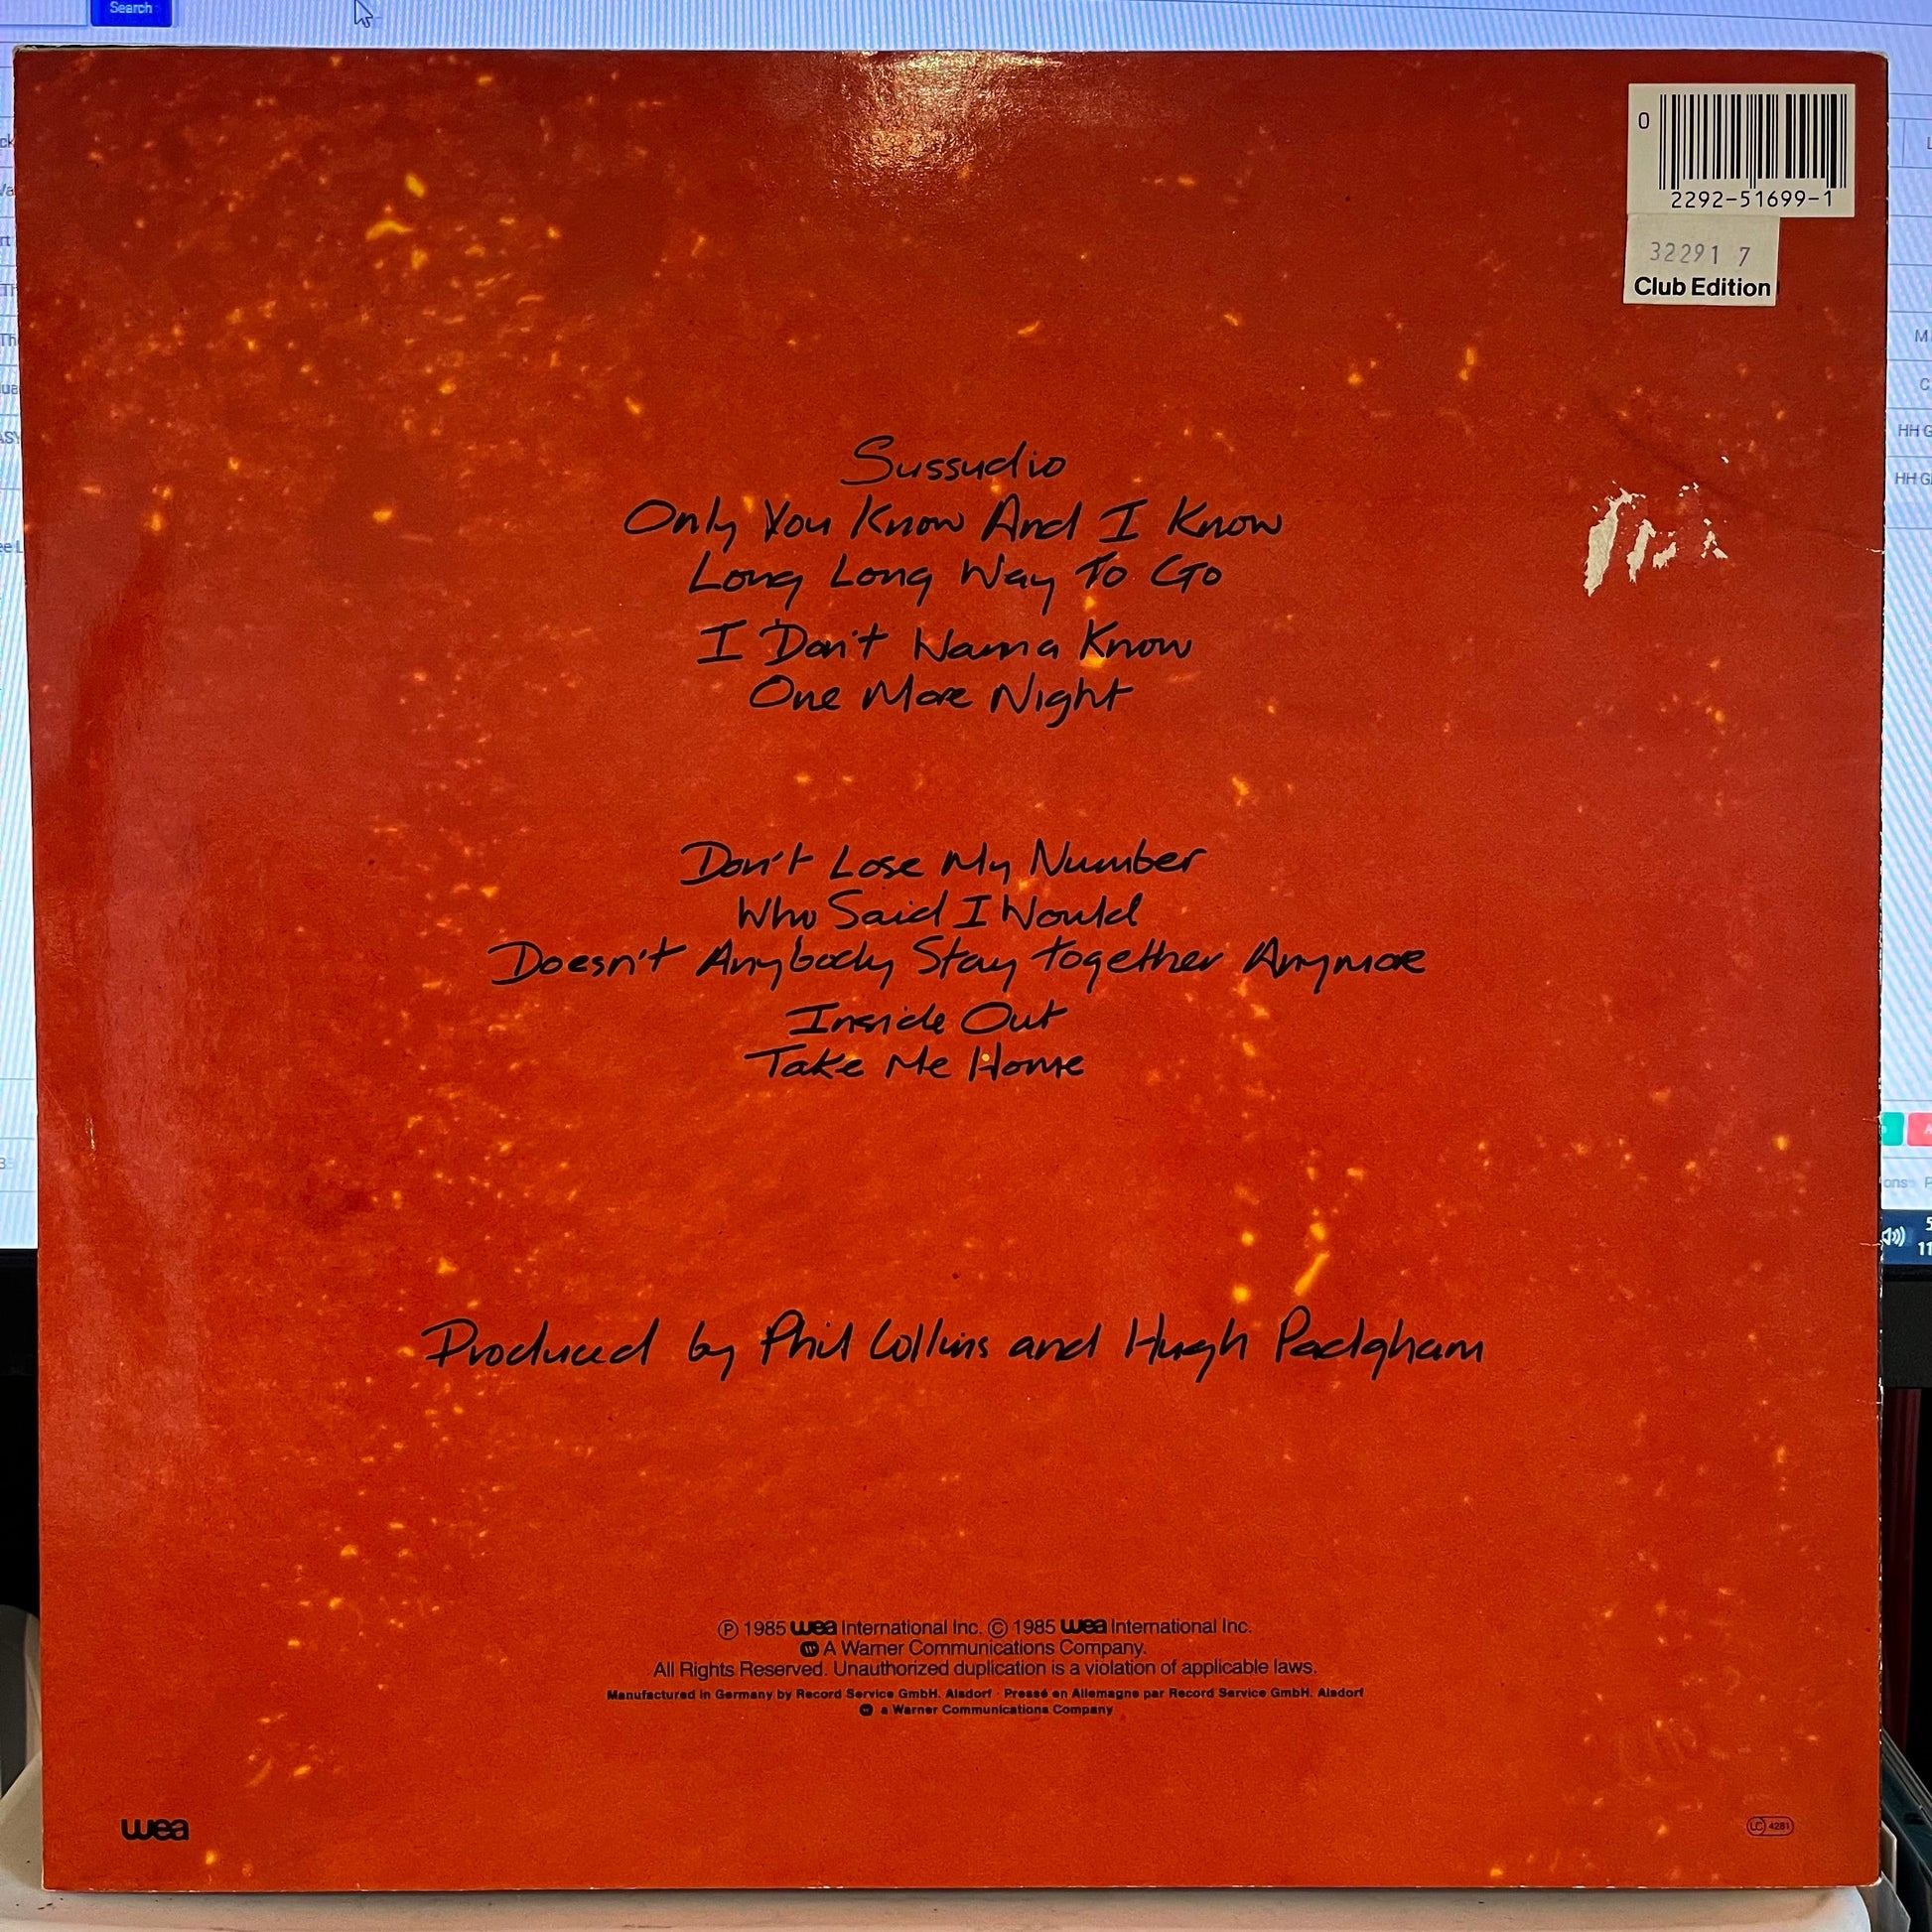 Search
0
2292-51699-1
32291 7
Club Edition
Sussudio
Only You Know And I Know
Long Long Way To Go
I Don't Wanna Know
One More Night
Don't Lose My Number
Who Said I Would
Doesn't Anybody Stay Together Anymore
Inside Out
Take Me Home
Produced by Phil Collins and Hugh Padgham
Ⓟ 1985 wea International Inc. © 1985 wea International Inc.
A Warner Communications Company.
All Rights Reserved. Unauthorized duplication is a violation of applicable laws.
Manufactured in Germany by Record Service GmbH. Alsdorf · Pressé en Allemagne par Record Service GmbH. Alsdorf
a Warner Communications Company
wea
LC 4281